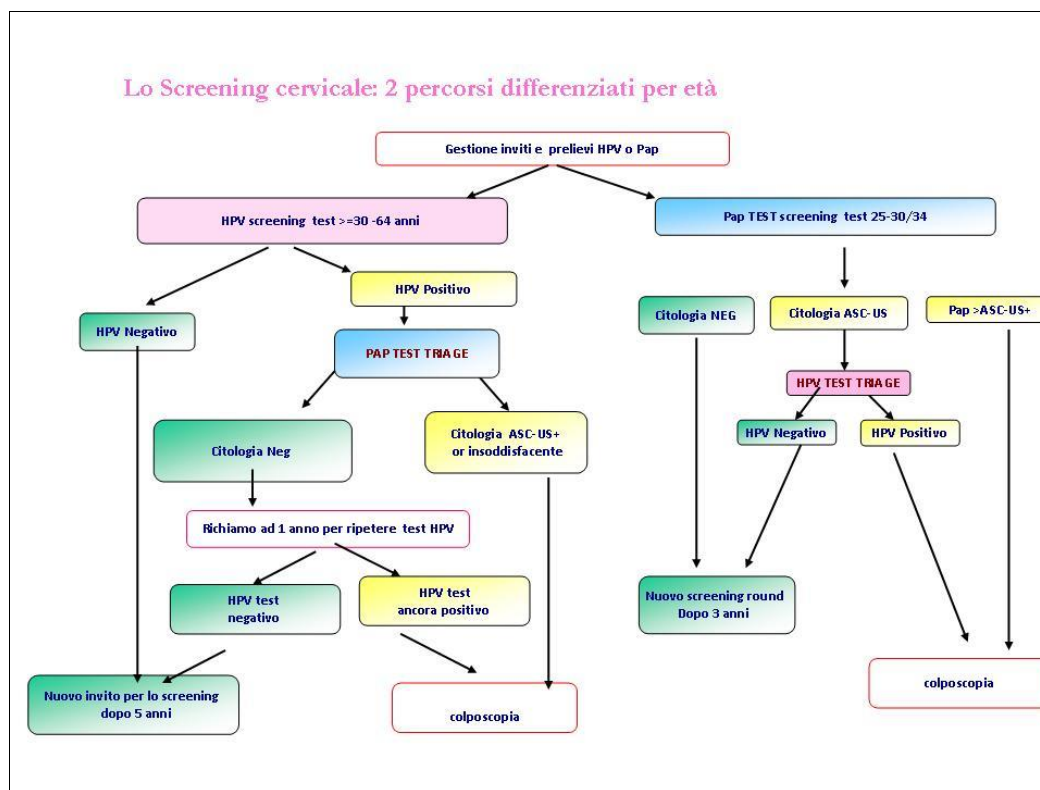 Lo Screening cervicale: 2 percorsi differenziati per età
Gestione inviti e prelievi HPV o Pap
HPV screening test >=30 -64 anni
Pap TEST screening test 25-30/34
HPV Positivo
HPV Negativo
Citologia NEG
Citologia ASC-US
Pap >ASC-US+
PAP TEST TRIAGE
HPV TEST TRIAGE
Citologia Neg
Citologia ASC-US+
or insoddisfacente
HPV Negativo
HPV Positivo
Richiamo ad 1 anno per ripetere test HPV
HPV test
negativo
HPV test
ancora positivo
Nuovo screening round
Dopo 3 anni
Nuovo invito per lo screening
dopo 5 anni
colposcopia
colposcopia